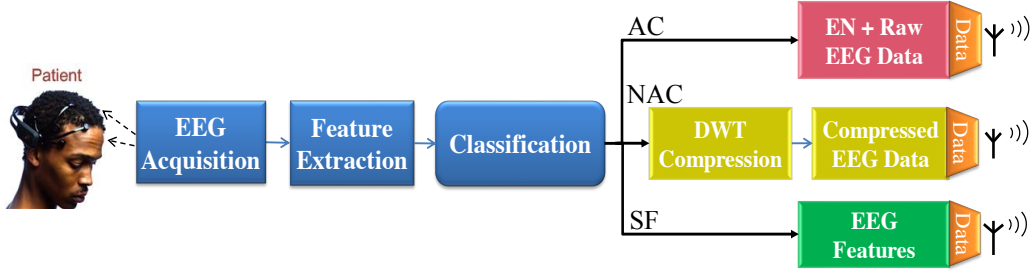 Patient
EEG
Acquisition
Feature
Extraction
Classification
AC
EN + Raw
EEG Data
Data
NAC
DWT
Compression
Compressed
EEG Data
Data
SF
EEG
Features
Data